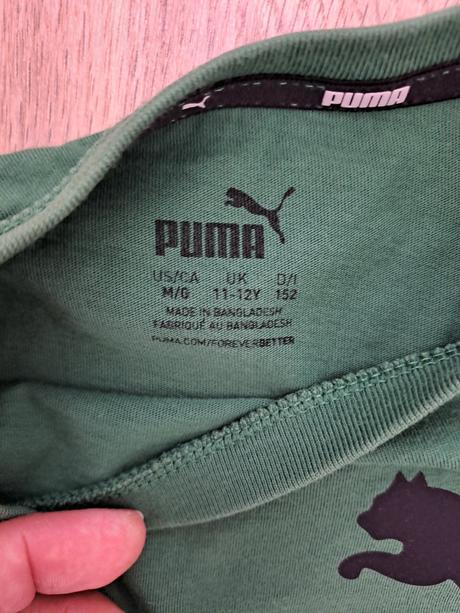 PUMA
PUMA
US/CA UK D/I
M/G 11-12Y 152
MADE IN BANGLADESH
FABRIQUÉ AU BANGLADESH
PUMA.COM/FOREVERBETTER